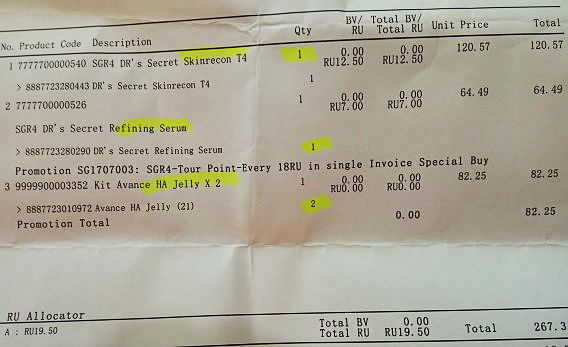 BV/ Total BV/
No. Product Code Description Qty RU Total RU Unit Price Total
1 7777700000540 SGR4 DR's Secret Skinrecon T4 1 0.00 0.00 120.57 120.57
RU12.50 RU12.50
> 8887723280443 DR's Secret Skinrecon T4 1
2 7777700000526 1 0.00 0.00 64.49 64.49
RU7.00 RU7.00
SGR4 DR's Secret Refining Serum
> 8887723280290 DR's Secret Refining Serum 1
Promotion SG1707003: SGR4-Tour Point-Every 18RU in single Invoice Special Buy
3 9999900003352 Kit Avance HA Jelly X 2 1 0.00 0.00 82.25 82.25
RU0.00 RU0.00
> 8887723010972 Avance HA Jelly (21) 2
Promotion Total 0.00 82.25
RU Allocator
A : RU19.50 Total BV 0.00
Total RU RU19.50 Total 267.3